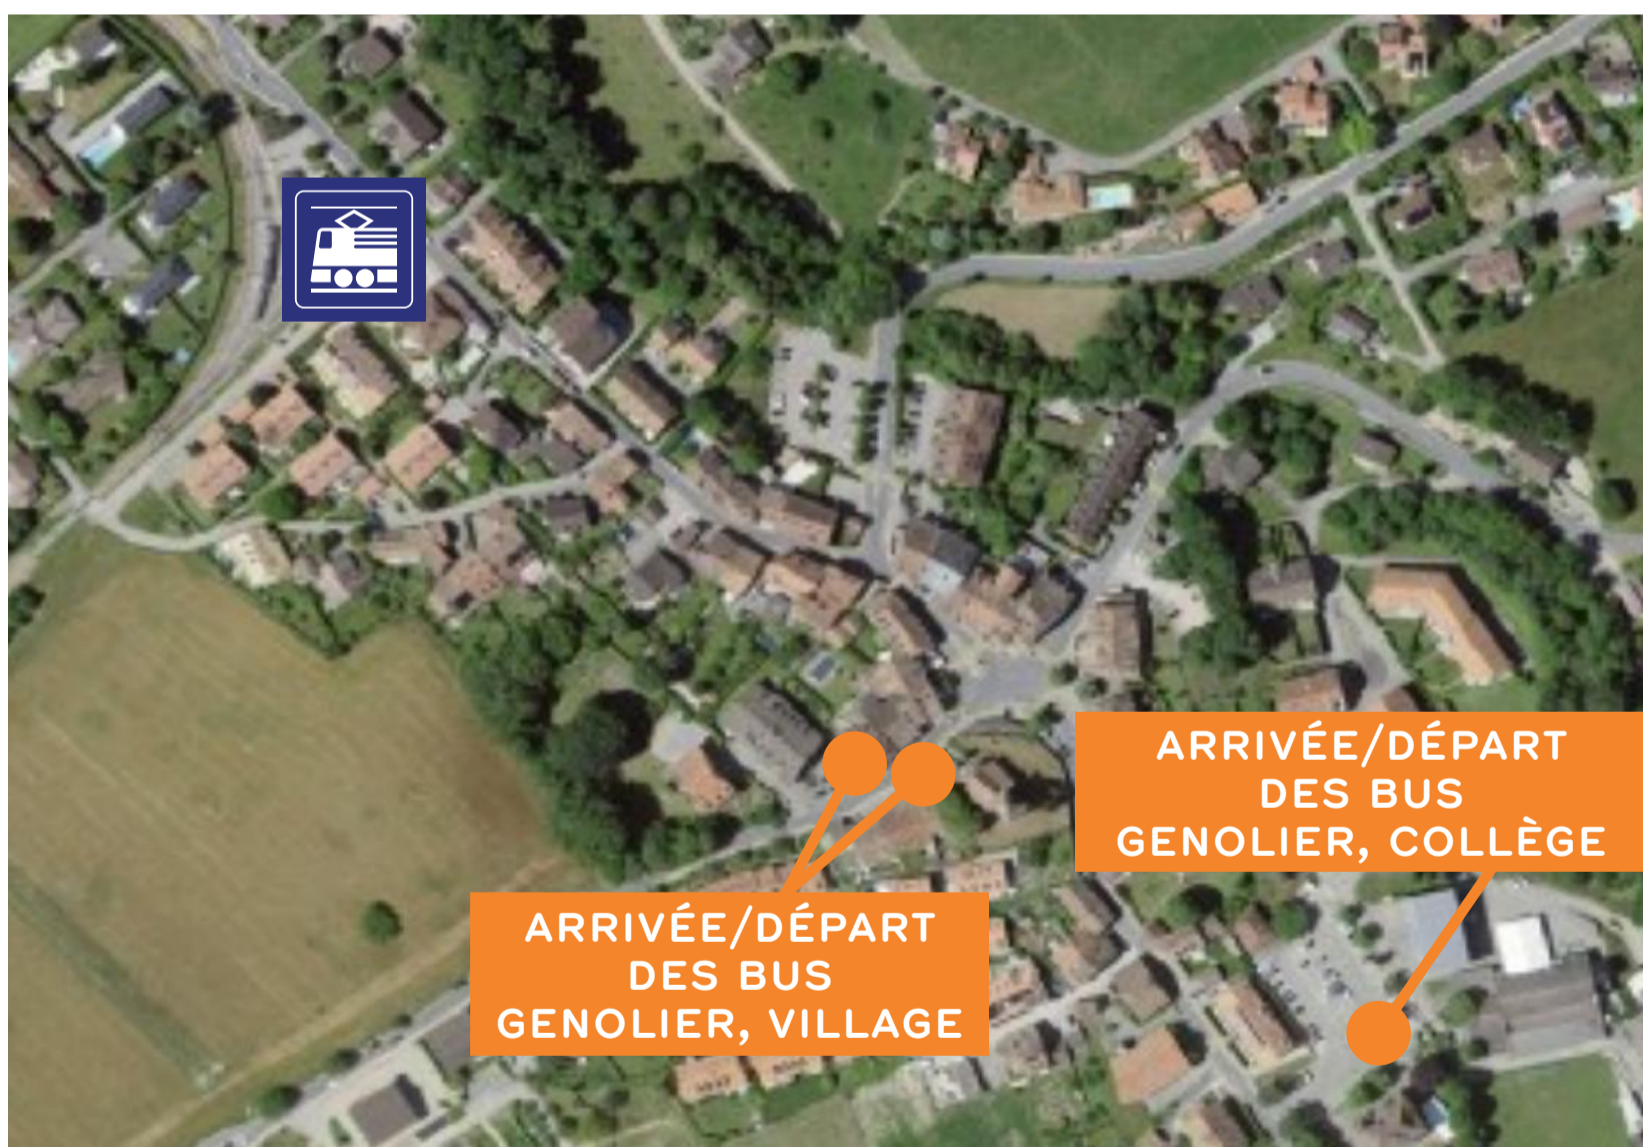 ARRIVÉE/DÉPART
DES BUS
GENOLIER, COLLÈGE
ARRIVÉE/DÉPART
DES BUS
GENOLIER, VILLAGE